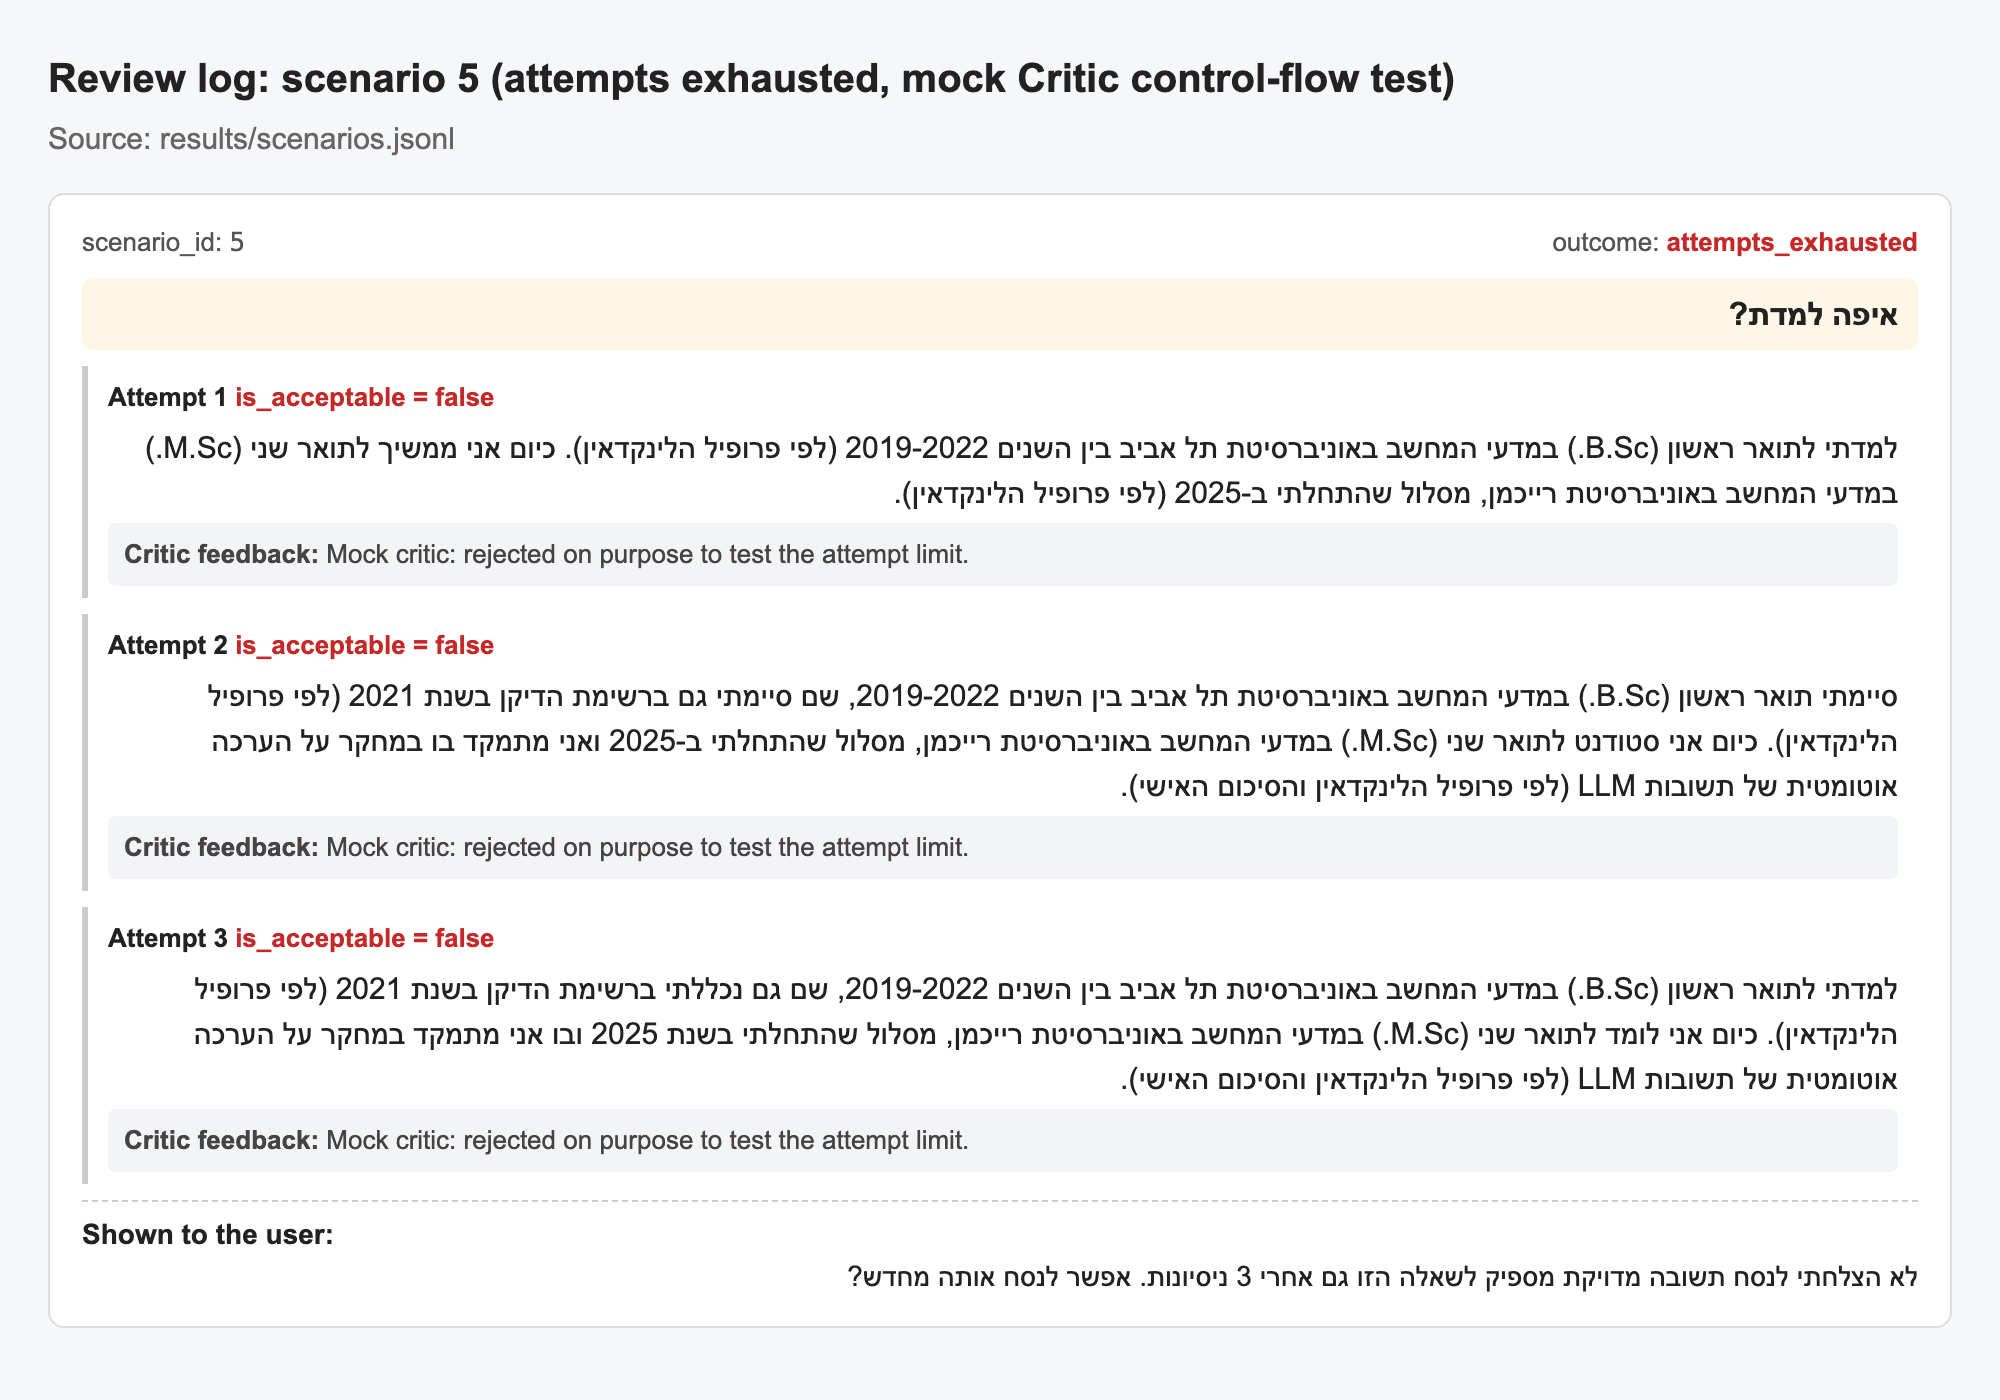 Review log: scenario 5 (attempts exhausted, mock Critic control-flow test)
Source: results/scenarios.jsonl
scenario_id: 5
outcome: attempts_exhausted
איפה למדת?
Attempt 1 is_acceptable = false
למדתי לתואר ראשון (B.Sc.) במדעי המחשב באוניברסיטת תל אביב בין השנים 2019-2022 (לפי פרופיל הלינקדאין). כיום אני ממשיך לתואר שני (M.Sc.)
במדעי המחשב באוניברסיטת רייכמן, מסלול שהתחלתי ב-2025 (לפי פרופיל הלינקדאין).
Critic feedback: Mock critic: rejected on purpose to test the attempt limit.
Attempt 2 is_acceptable = false
סיימתי תואר ראשון (B.Sc.) במדעי המחשב באוניברסיטת תל אביב בין השנים 2019-2022, שם סיימתי גם ברשימת הדיקן בשנת 2021 (לפי פרופיל
הלינקדאין). כיום אני סטודנט לתואר שני (M.Sc.) במדעי המחשב באוניברסיטת רייכמן, מסלול שהתחלתי ב-2025 ואני מתמקד בו במחקר על הערכה
אוטומטית של תשובות LLM (לפי פרופיל הלינקדאין והסיכום האישי).
Critic feedback: Mock critic: rejected on purpose to test the attempt limit.
Attempt 3 is_acceptable = false
למדתי לתואר ראשון (B.Sc.) במדעי המחשב באוניברסיטת תל אביב בין השנים 2019-2022, שם גם נכללתי ברשימת הדיקן בשנת 2021 (לפי פרופיל
הלינקדאין). כיום אני לומד לתואר שני (M.Sc.) במדעי המחשב באוניברסיטת רייכמן, מסלול שהתחלתי בשנת 2025 ובו אני מתמקד במחקר על הערכה
אוטומטית של תשובות LLM (לפי פרופיל הלינקדאין והסיכום האישי).
Critic feedback: Mock critic: rejected on purpose to test the attempt limit.
Shown to the user:
לא הצלחתי לנסח תשובה מדויקת מספיק לשאלה הזו גם אחרי 3 ניסיונות. אפשר לנסח אותה מחדש?